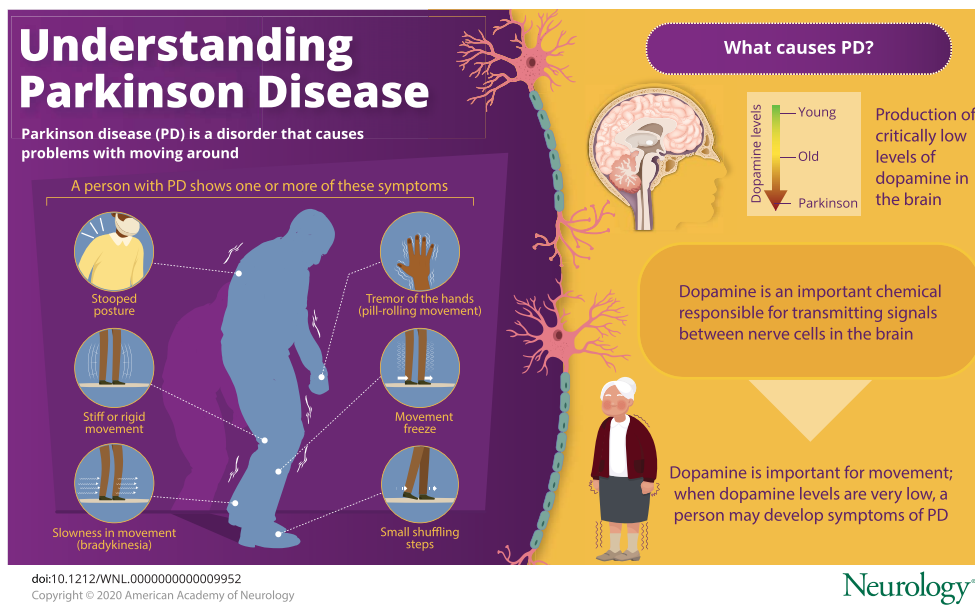 Understanding
Parkinson Disease
Parkinson disease (PD) is a disorder that causes
problems with moving around
A person with PD shows one or more of these symptoms
Stooped
posture
Tremor of the hands
(pill-rolling movement)
Stiff or rigid
movement
Movement
freeze
Slowness in movement
(bradykinesia)
Small shuffling
steps
What causes PD?
Dopamine levels
Young
Old
Parkinson
Production of
critically low
levels of
dopamine in
the brain
Dopamine is an important chemical
responsible for transmitting signals
between nerve cells in the brain
Dopamine is important for movement;
when dopamine levels are very low, a
person may develop symptoms of PD
doi:10.1212/WNL.0000000000009952
Copyright © 2020 American Academy of Neurology
Neurology®